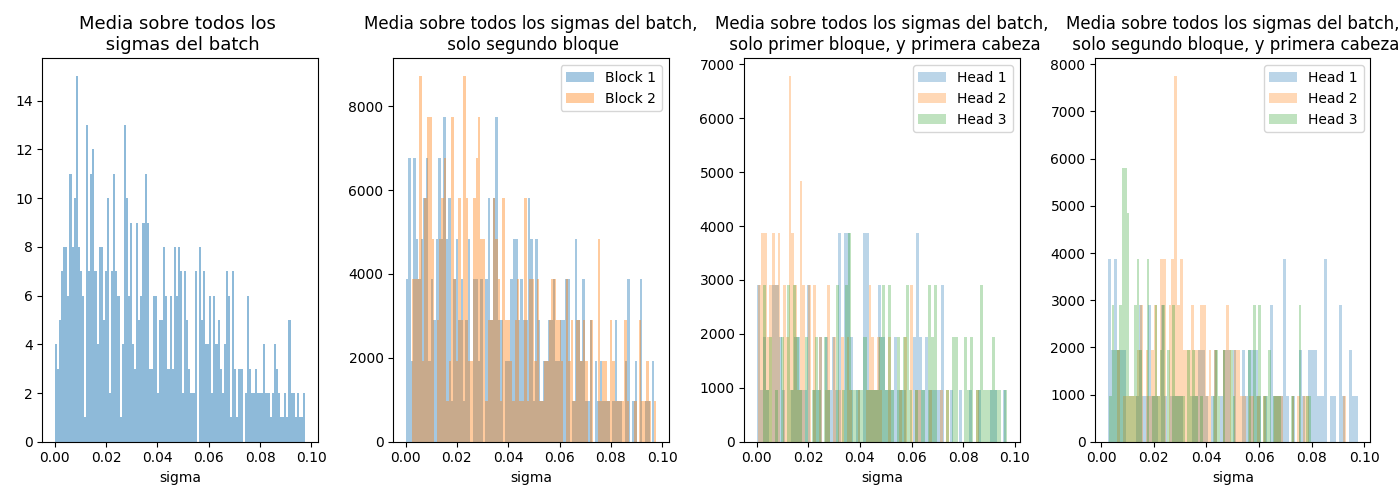 Media sobre todos los
sigmas del batch
14
12
10
8
6
4
2
0
0.00 0.02 0.04 0.06 0.08 0.10
sigma
Media sobre todos los sigmas del batch,
solo segundo bloque
Block 1
Block 2
8000
6000
4000
2000
0
0.00 0.02 0.04 0.06 0.08 0.10
sigma
Media sobre todos los sigmas del batch,
solo primer bloque, y primera cabeza
Head 1
Head 2
Head 3
7000
6000
5000
4000
3000
2000
1000
0
0.00 0.02 0.04 0.06 0.08 0.10
sigma
Media sobre todos los sigmas del batch,
solo segundo bloque, y primera cabeza
Head 1
Head 2
Head 3
8000
7000
6000
5000
4000
3000
2000
1000
0
0.00 0.02 0.04 0.06 0.08 0.10
sigma